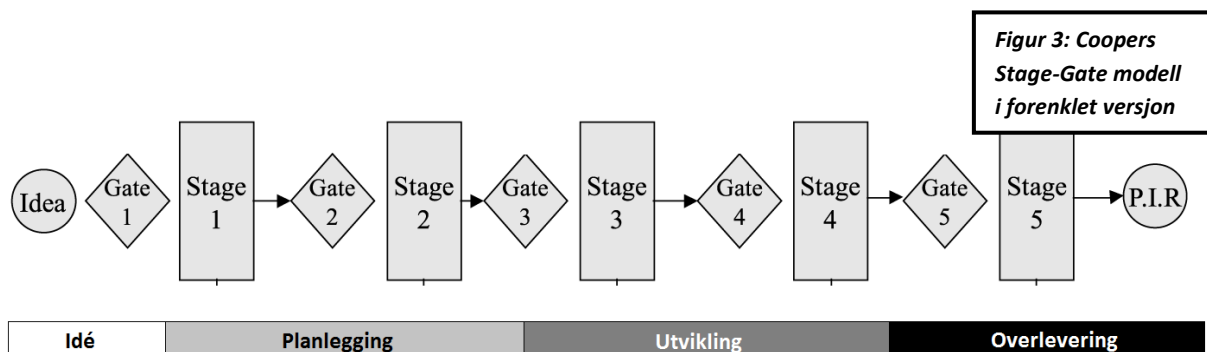 Figur 3: Coopers
Stage-Gate modell
i forenklet versjon
Idea
Gate
1
Stage
1
Gate
2
Stage
2
Gate
3
Stage
3
Gate
4
Stage
4
Gate
5
Stage
5
P.I.R
Idé
Planlegging
Utvikling
Overlevering